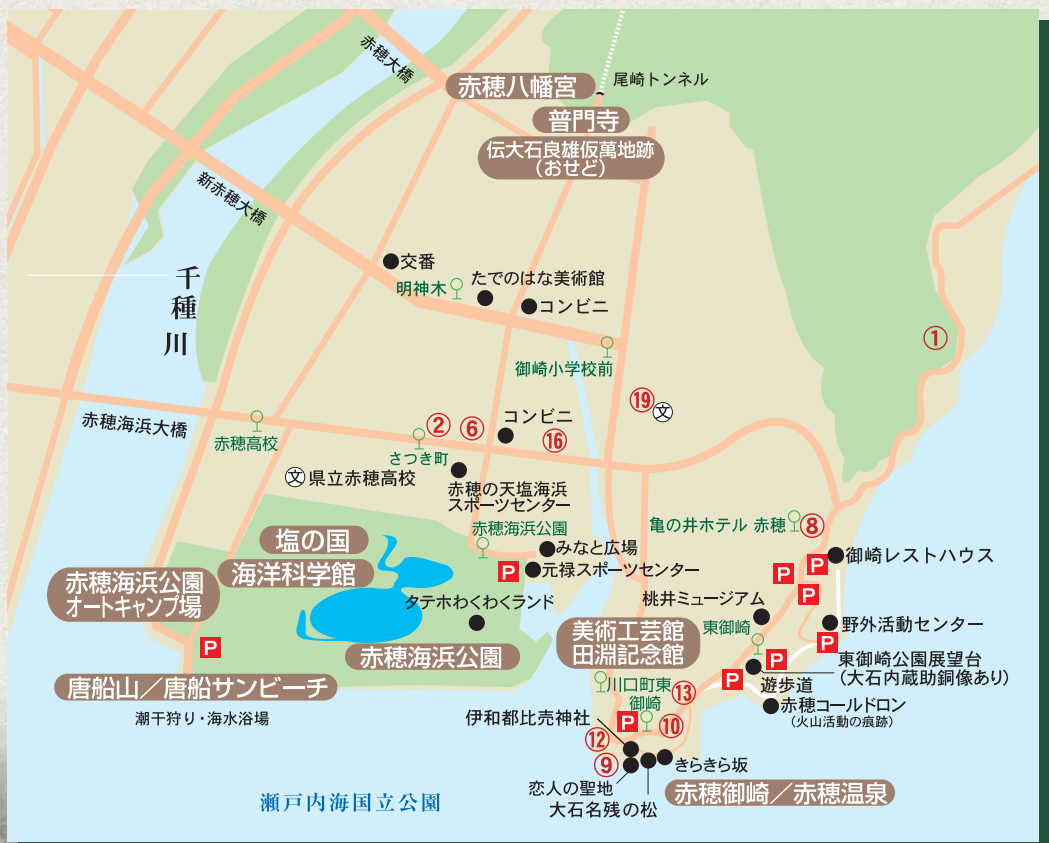 赤穂大橋
赤穂八幡宮
尾崎トンネル
普門寺
伝大石良雄仮寓地跡
（おせど）
新赤穂大橋
千種川
交番
明神木
たでのはな美術館
コンビニ
①
御崎小学校前
⑲
文
赤穂海浜大橋
赤穂高校
②
⑥
コンビニ
⑯
さつき町
文
県立赤穂高校
赤穂の天塩海浜
スポーツセンター
赤穂海浜公園
亀の井ホテル 赤穂
⑧
塩の国
海洋科学館
みなと広場
P
元禄スポーツセンター
御崎レストハウス
P
P
P
赤穂海浜公園
オートキャンプ場
タテホわくわくランド
桃井ミュージアム
美術工芸館
田淵記念館
東御崎
野外活動センター
P
P
赤穂海浜公園
P
東御崎公園展望台
（大石内蔵助銅像あり）
遊歩道
P
唐船山／唐船サンビーチ
潮干狩り・海水浴場
川口町東
御崎
⑬
赤穂コールドロン
（火山活動の痕跡）
伊和都比売神社
P
⑩
⑫
⑨
きらきら坂
恋人の聖地
大石名残の松
赤穂御崎／赤穂温泉
瀬戸内海国立公園